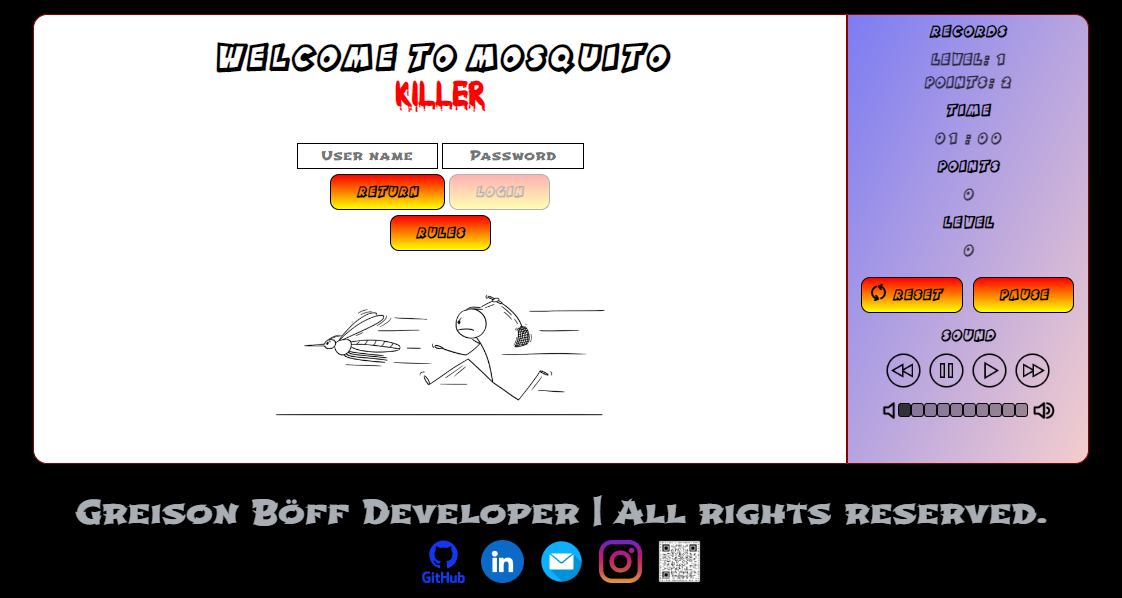 Welcome to Mosquito
Killer
User name
Password
Return
Login
Rules
Records
Level: 1
Points: 2
Time
01 : 00
Points
0
Level
0
Reset
Pause
Sound
Greison Böff Developer | All rights reserved.
GitHub
in